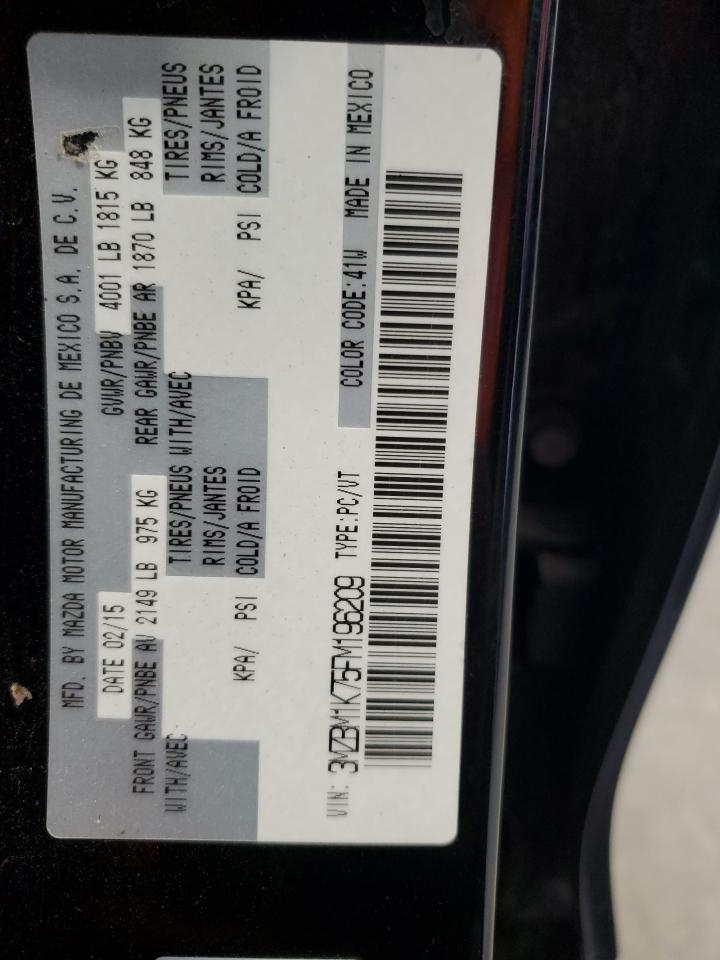 MFD. BY MAZDA MOTOR MANUFACTURING DE MEXICO S.A. DE C.V.
DATE 02/15 GVWR/PNBV 4001 LB 1815 KG
FRONT GAWR/PNBE AV 2149 LB 975 KG REAR GAWR/PNBE AR 1870 LB 848 KG
WITH/AVEC TIRES/PNEUS WITH/AVEC TIRES/PNEUS
RIMS/JANTES RIMS/JANTES
KPA/ PSI COLD/A FROID KPA/ PSI COLD/A FROID
VIN: 3MZBM1K75FM196209 TYPE:PC/VT COLOR CODE:41W MADE IN MEXICO